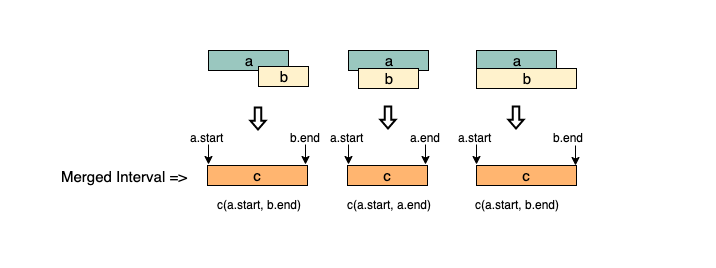 a a a
b b b
a.start b.end a.start a.end a.start b.end
Merged Interval => c c c
c(a.start, b.end) c(a.start, a.end) c(a.start, b.end)